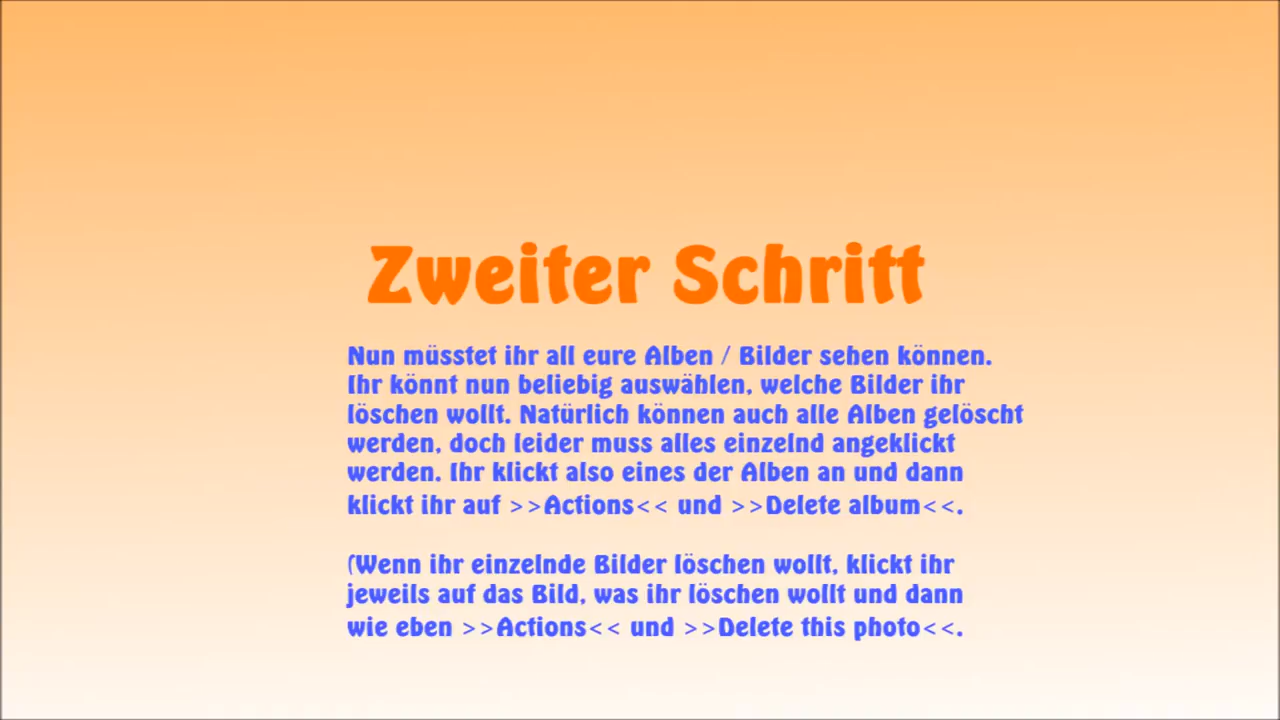 Zweiter Schritt
Nun müsstet ihr all eure Alben / Bilder sehen können.
Ihr könnt nun beliebig auswählen, welche Bilder ihr
löschen wollt. Natürlich können auch alle Alben gelöscht
werden, doch leider muss alles einzelnd angeklickt
werden. Ihr klickt also eines der Alben an und dann
klickt ihr auf >>Actions<< und >>Delete album<<.
(Wenn ihr einzelnde Bilder löschen wollt, klickt ihr
jeweils auf das Bild, was ihr löschen wollt und dann
wie eben >>Actions<< und >>Delete this photo<<.